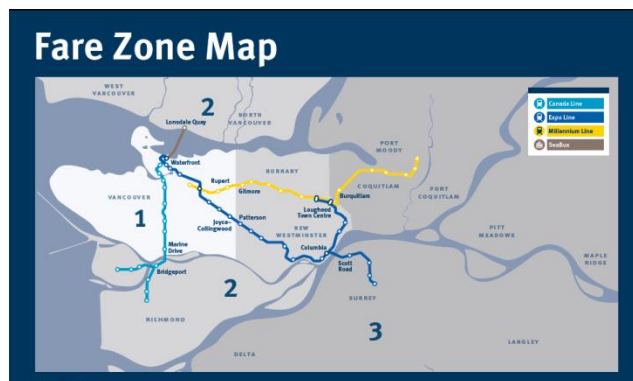 Fare Zone Map
WEST
VANCOUVER
2
Lonsdale Quay
NORTH
VANCOUVER
Canada Line
Expo Line
Millennium Line
SeaBus
PORT
MOODY
Waterfront
BURNABY
Rupert
Gilmore
COQUITLAM
Burquitlam
PORT
COQUITLAM
VANCOUVER
1
Lougheed
Town Centre
Patterson
Joyce-
Collingwood
NEW
WESTMINSTER
PITT
MEADOWS
Marine
Drive
Columbia
MAPLE
RIDGE
Bridgeport
2
Scott
Road
SURREY
RICHMOND
3
LANGLEY
DELTA